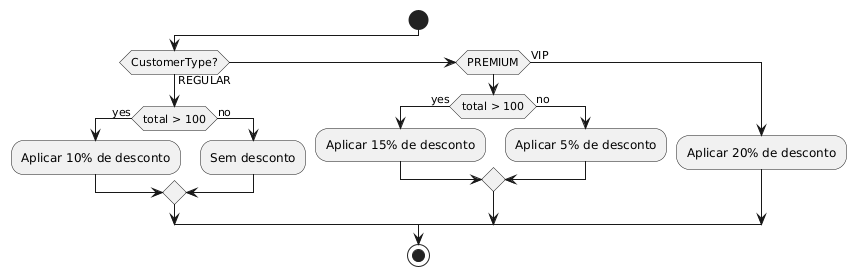 CustomerType?
REGULAR
PREMIUM
VIP
yes
total > 100
no
Aplicar 10% de desconto
Sem desconto
yes
total > 100
no
Aplicar 15% de desconto
Aplicar 5% de desconto
Aplicar 20% de desconto